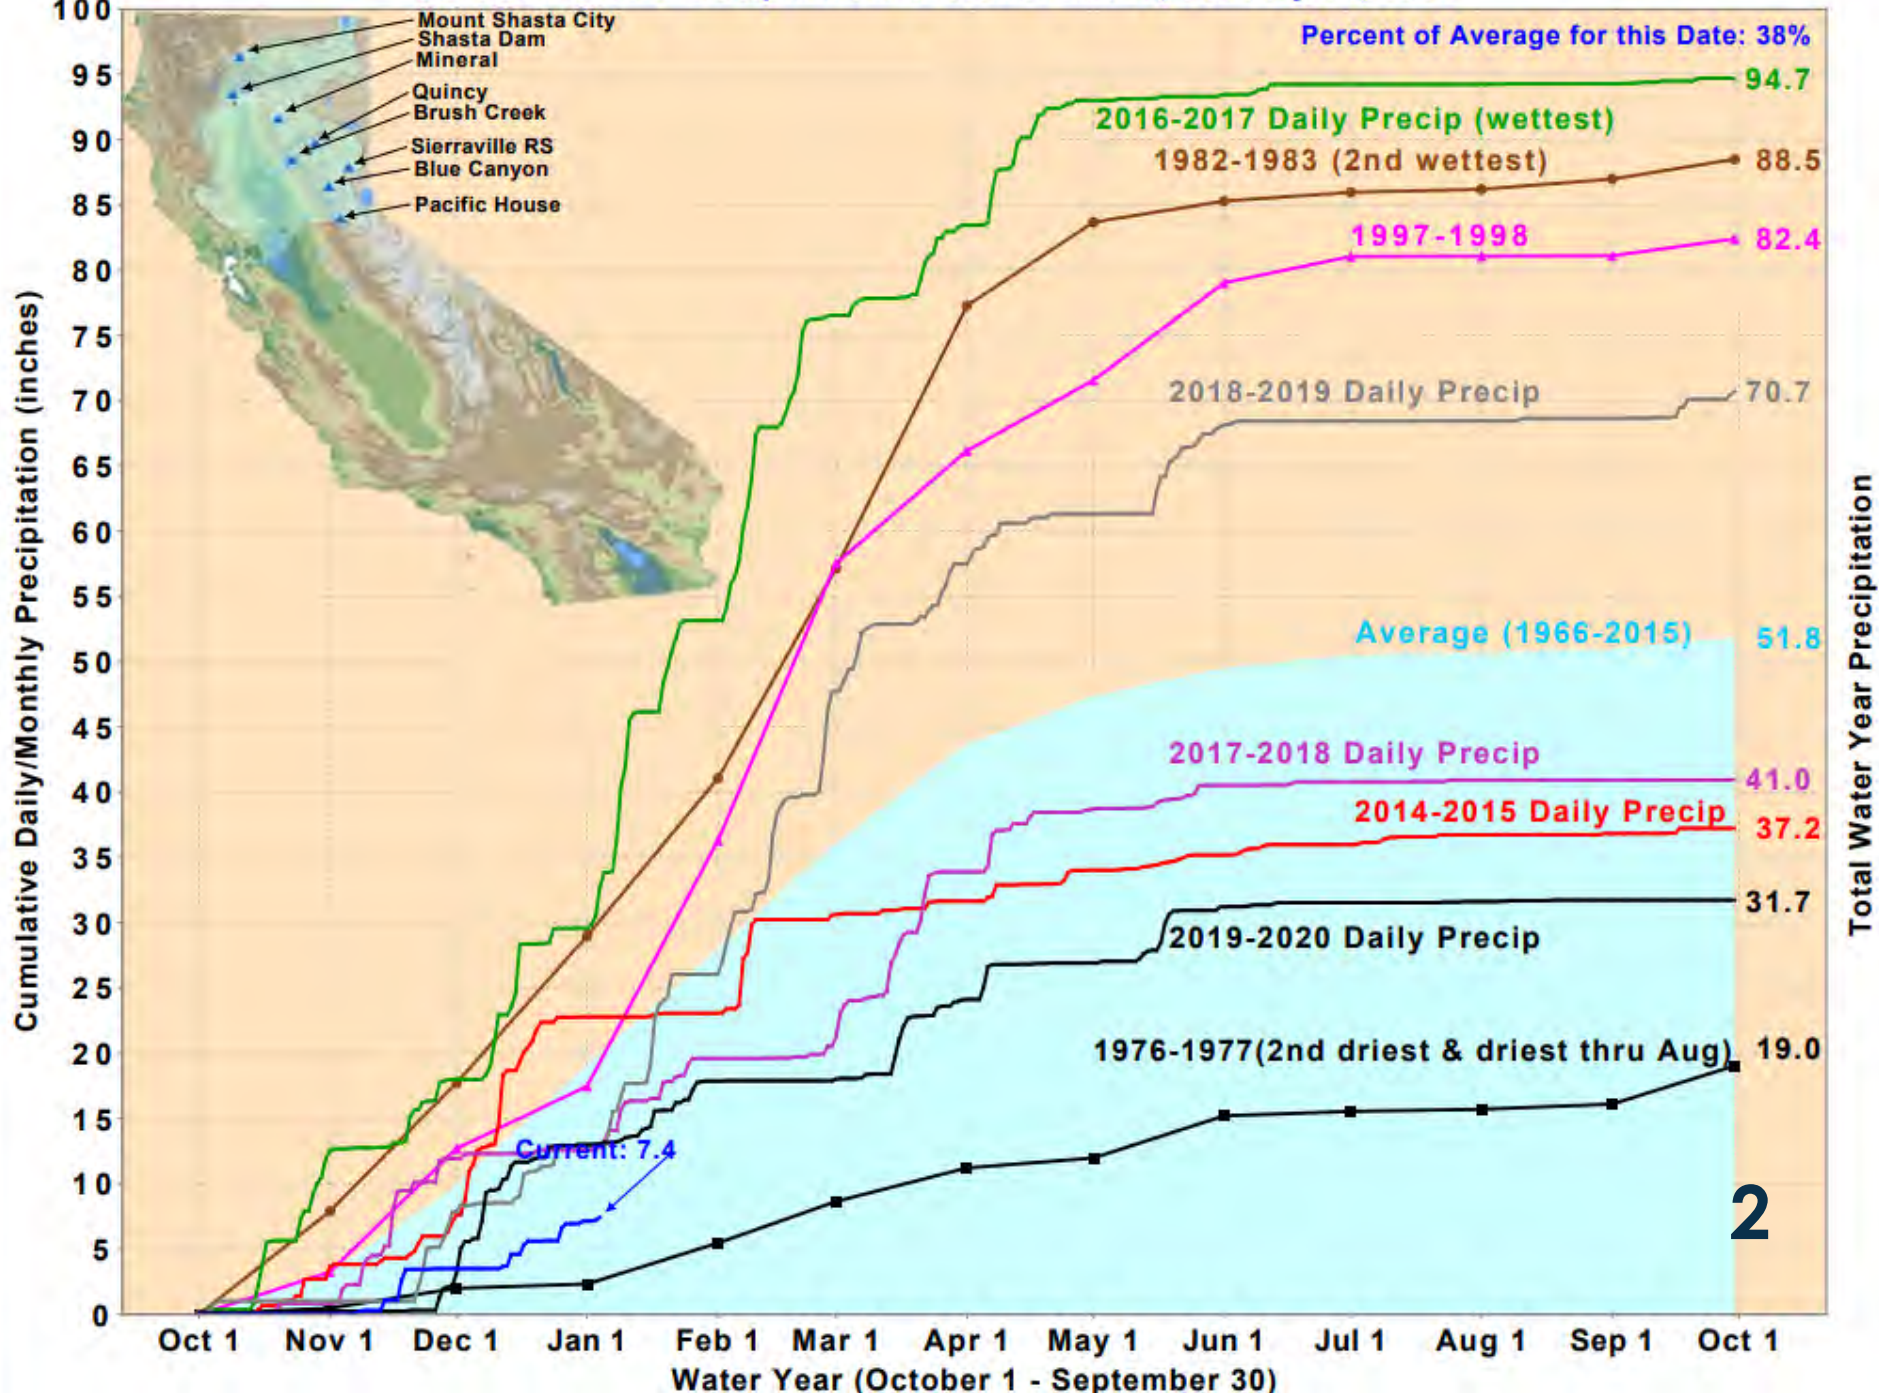 Percent of Average for this Date: 38%
Mount Shasta City
Shasta Dam
Mineral
Quincy
Brush Creek
Sierraville RS
Blue Canyon
Pacific House
94.7
2016-2017 Daily Precip (wettest)
1982-1983 (2nd wettest)
88.5
1997-1998
82.4
2018-2019 Daily Precip
70.7
Average (1966-2015)
51.8
2017-2018 Daily Precip
41.0
2014-2015 Daily Precip
37.2
31.7
2019-2020 Daily Precip
1976-1977(2nd driest & driest thru Aug)
19.0
Current: 7.4
2
100
95
90
85
80
75
70
65
60
55
50
45
40
35
30
25
20
15
10
5
0
Cumulative Daily/Monthly Precipitation (inches)
Total Water Year Precipitation
Oct 1 Nov 1 Dec 1 Jan 1 Feb 1 Mar 1 Apr 1 May 1 Jun 1 Jul 1 Aug 1 Sep 1 Oct 1
Water Year (October 1 - September 30)